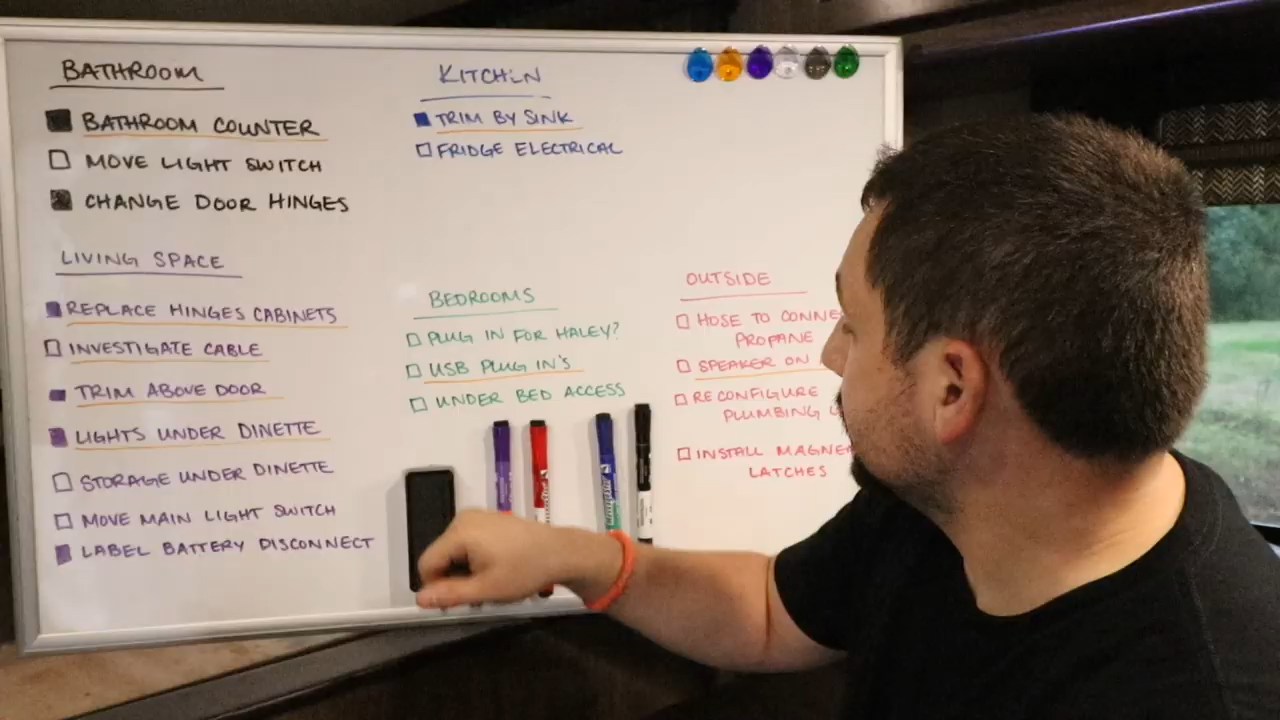 BATHROOM
BATHROOM COUNTER
MOVE LIGHT SWITCH
CHANGE DOOR HINGES
LIVING SPACE
REPLACE HINGES CABINETS
INVESTIGATE CABLE
TRIM ABOVE DOOR
LIGHTS UNDER DINETTE
STORAGE UNDER DINETTE
MOVE MAIN LIGHT SWITCH
LABEL BATTERY DISCONNECT
KITCHEN
TRIM BY SINK
FRIDGE ELECTRICAL
BEDROOMS
PLUG IN FOR HALEY?
USB PLUG IN'S
UNDER BED ACCESS
OUTSIDE
HOSE TO
PROPANE
SPEAKER ON
RECONFIGURE
PLUMBING
INSTALL
LATCHES